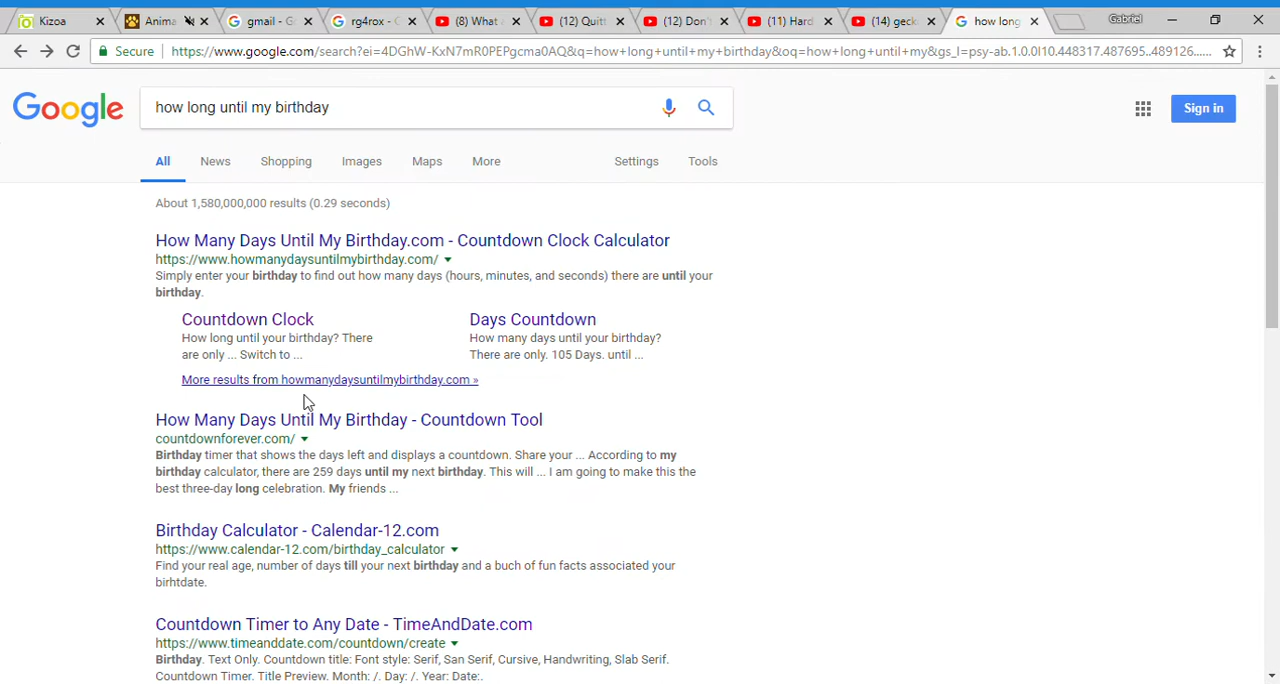 Kizoa
Anima
gmail - G
rg4rox - G
(8) What a
(12) Quitt
(12) Don'
(11) Hard
(14) geck
how long
Gabriel
Secure https://www.google.com/search?ei=4DGhW-KxN7mR0PEPgcma0AQ&q=how+long+until+my+birthday&oq=how+long+until+my&gs_l=psy-ab.1.0.0l10.448317.487695..489126......
Google
how long until my birthday
Sign in
All News Shopping Images Maps More Settings Tools
About 1,580,000,000 results (0.29 seconds)
How Many Days Until My Birthday.com - Countdown Clock Calculator
https://www.howmanydaysuntilmybirthday.com/
Simply enter your birthday to find out how many days (hours, minutes, and seconds) there are until your
birthday.
Countdown Clock
How long until your birthday? There
are only ... Switch to ...
Days Countdown
How many days until your birthday?
There are only. 105 Days. until ...
More results from howmanydaysuntilmybirthday.com »
How Many Days Until My Birthday - Countdown Tool
countdownforever.com/
Birthday timer that shows the days left and displays a countdown. Share your ... According to my
birthday calculator, there are 259 days until my next birthday. This will ... I am going to make this the
best three-day long celebration. My friends ...
Birthday Calculator - Calendar-12.com
https://www.calendar-12.com/birthday_calculator
Find your real age, number of days till your next birthday and a buch of fun facts associated your
birhtdate.
Countdown Timer to Any Date - TimeAndDate.com
https://www.timeanddate.com/countdown/create
Birthday. Text Only. Countdown title: Font style: Serif, San Serif, Cursive, Handwriting, Slab Serif.
Countdown Timer. Title Preview. Month: /. Day: /. Year: Date:.